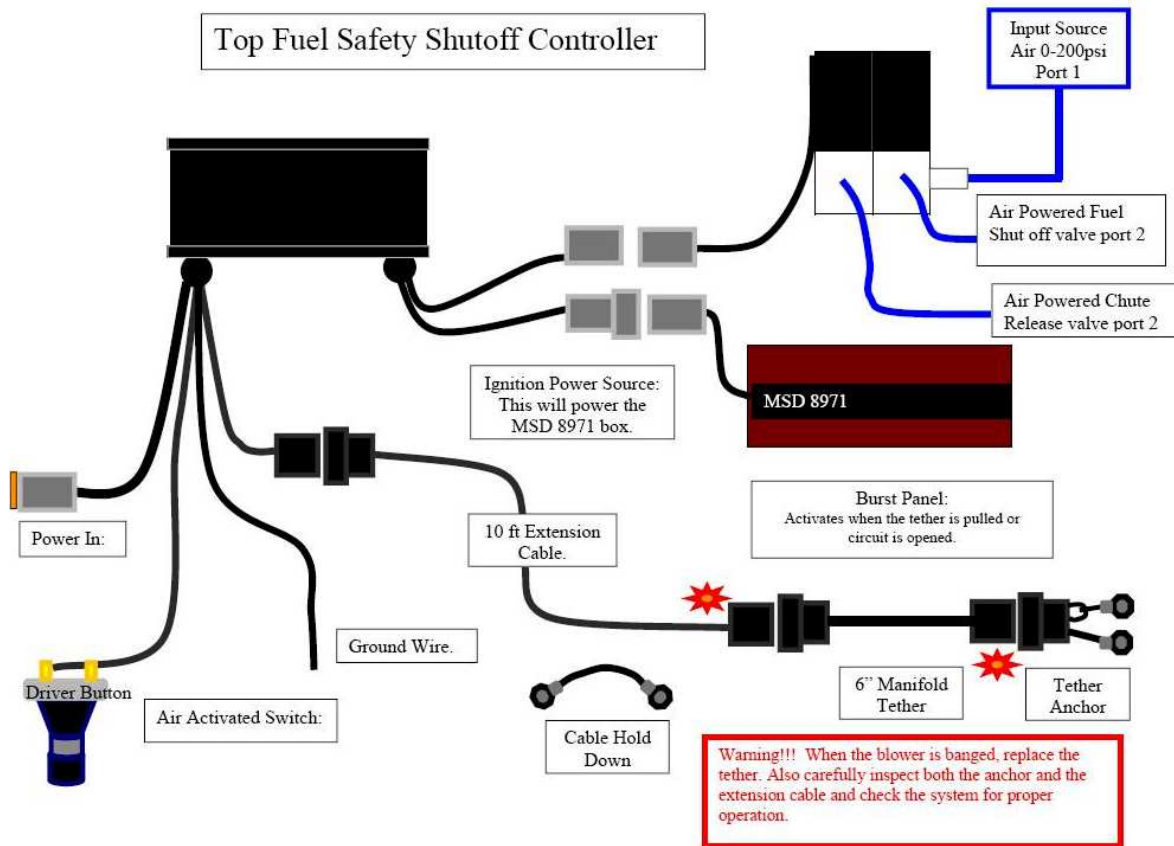 Top Fuel Safety Shutoff Controller
Input Source
Air 0-200psi
Port 1
Air Powered Fuel
Shut off valve port 2
Air Powered Chute
Release valve port 2
Ignition Power Source:
This will power the
MSD 8971 box.
MSD 8971
Power In:
10 ft Extension
Cable.
Burst Panel:
Activates when the tether is pulled or
circuit is opened.
Ground Wire.
Driver Button
Air Activated Switch:
Cable Hold
Down
6” Manifold
Tether
Tether
Anchor
Warning!!! When the blower is banged, replace the
tether. Also carefully inspect both the anchor and the
extension cable and check the system for proper
operation.